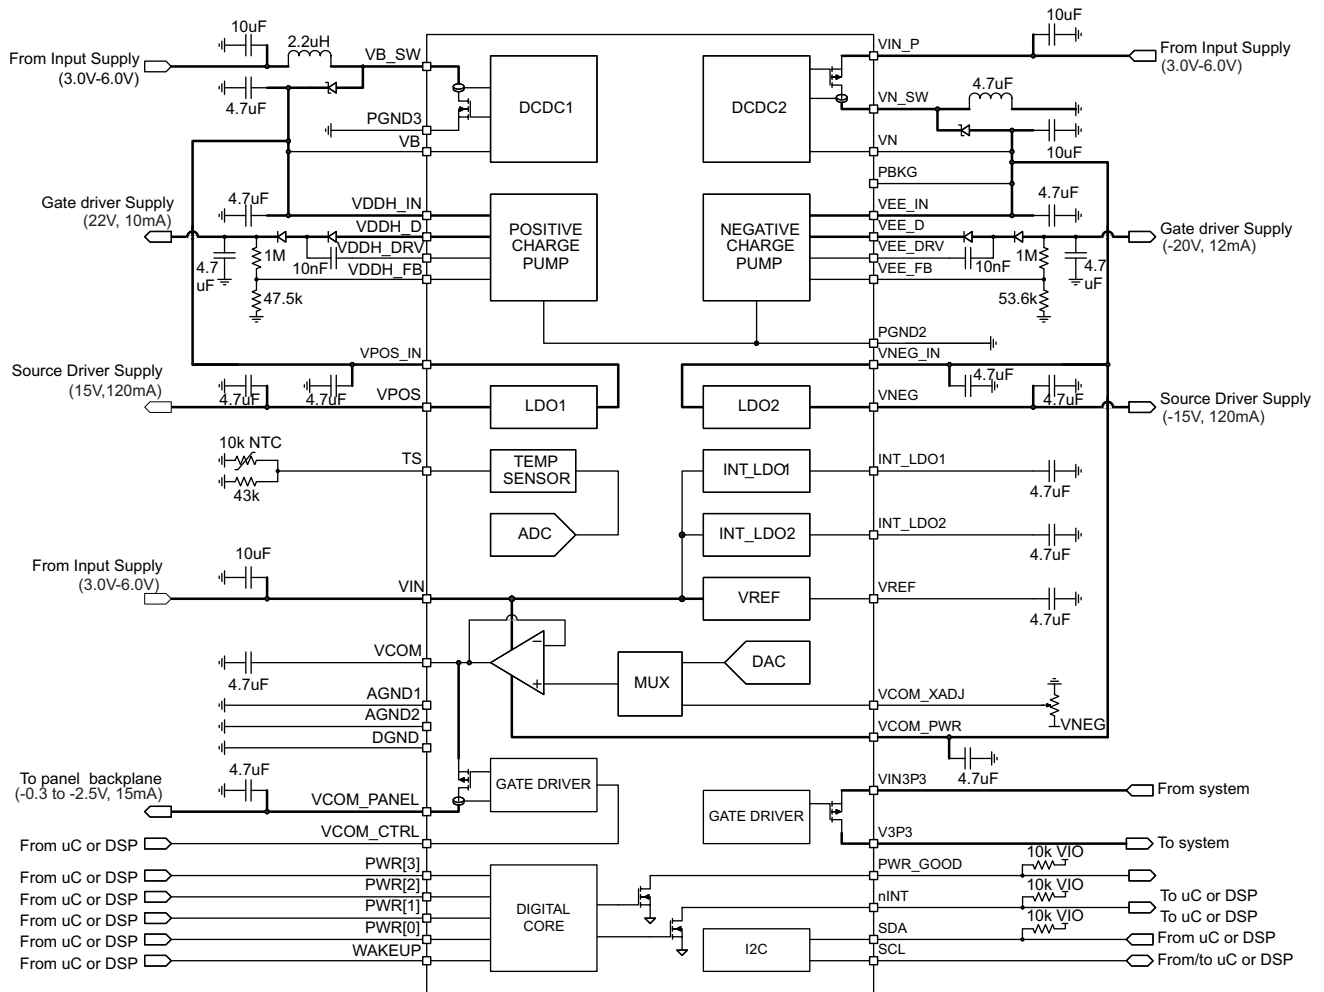 10uF
2.2uH
VB_SW
From Input Supply
(3.0V-6.0V)
4.7uF
PGND3
VB
DCDC1
DCDC2
VIN_P
10uF
From Input Supply
(3.0V-6.0V)
4.7uF
VN_SW
VN
10uF
PBKG
4.7uF
VDDH_IN
Gate driver Supply
(22V, 10mA)
VDDH_D
VDDH_DRV
VDDH_FB
4.7
uF
1M
10nF
47.5k
POSITIVE
CHARGE
PUMP
NEGATIVE
CHARGE
PUMP
VEE_IN
4.7uF
VEE_D
VEE_DRV
VEE_FB
10nF
1M
4.7
uF
53.6k
Gate driver Supply
(-20V, 12mA)
PGND2
VPOS_IN
VNEG_IN
Source Driver Supply
(15V,120mA)
4.7uF
4.7uF
VPOS
LDO1
LDO2
VNEG
4.7uF
4.7uF
Source Driver Supply
(-15V, 120mA)
10k NTC
43k
TS
TEMP
SENSOR
ADC
INT_LDO1
INT_LDO1
4.7uF
INT_LDO2
INT_LDO2
4.7uF
From Input Supply
(3.0V-6.0V)
10uF
VIN
VREF
VREF
4.7uF
VCOM
4.7uF
−
+
MUX
DAC
AGND1
AGND2
DGND
VCOM_XADJ
VNEG
VCOM_PWR
4.7uF
To panel backplane
(-0.3 to -2.5V, 15mA)
4.7uF
VCOM_PANEL
GATE DRIVER
GATE DRIVER
VIN3P3
From system
V3P3
To system
From uC or DSP
VCOM_CTRL
From uC or DSP
PWR[3]
From uC or DSP
PWR[2]
From uC or DSP
PWR[1]
From uC or DSP
PWR[0]
From uC or DSP
WAKEUP
DIGITAL
CORE
I2C
PWR_GOOD
10k VIO
To uC or DSP
nINT
10k VIO
To uC or DSP
SDA
10k VIO
From uC or DSP
SCL
From/to uC or DSP